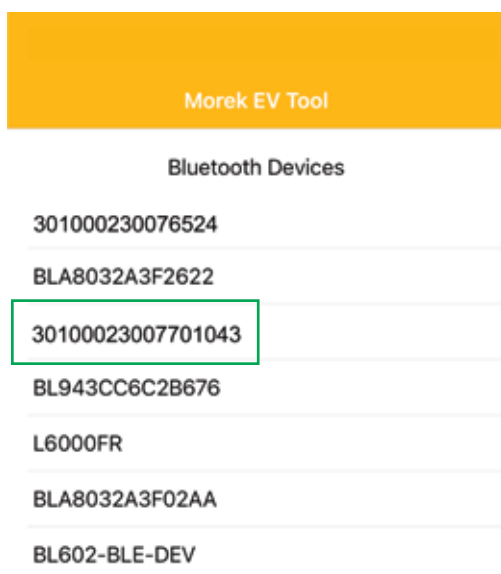 Morek EV Tool
Bluetooth Devices
301000230076524
BLA8032A3F2622
30100023007701043
BL943CC6C2B676
L6000FR
BLA8032A3F02AA
BL602-BLE-DEV